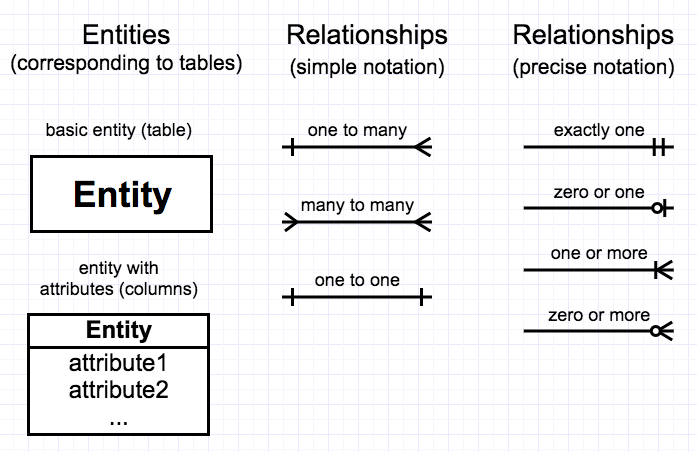 Entities
(corresponding to tables)
basic entity (table)
Entity
entity with
attributes (columns)
Entity
attribute1
attribute2
...
Relationships
(simple notation)
one to many
many to many
one to one
Relationships
(precise notation)
exactly one
zero or one
one or more
zero or more